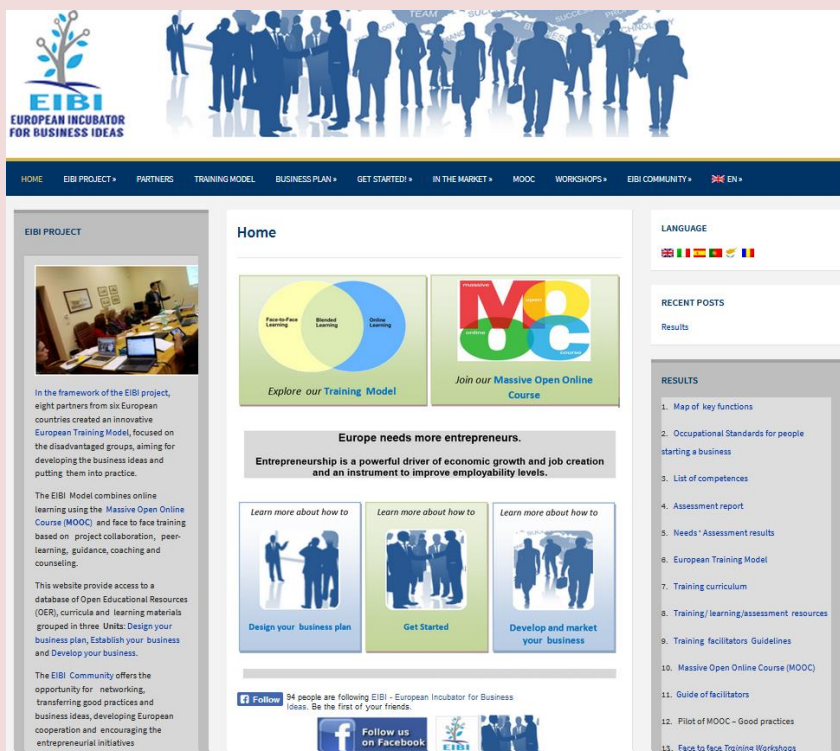 TEAM
SUCCESS
EIBI
EUROPEAN INCUBATOR
FOR BUSINESS IDEAS
HOME EIBI PROJECT » PARTNERS TRAINING MODEL BUSINESS PLAN » GET STARTED! » IN THE MARKET » MOOC WORKSHOPS » EIBI COMMUNITY » EN »
EIBI PROJECT
In the framework of the EIBI project,
eight partners from six European
countries created an innovative
European Training Model, focused on
the disadvantaged groups, aiming for
developing the business ideas and
putting them into practice.
The EIBI Model combines online
learning using the Massive Open Online
Course (MOOC) and face to face training
based on project collaboration, peer-
learning, guidance, coaching and
counseling.
This website provide access to a
database of Open Educational Resources
(OER), curricula and learning materials
grouped in three Units: Design your
business plan, Establish your business
and Develop your business.
The EIBI Community offers the
opportunity for networking,
transferring good practices and
business ideas, developing European
cooperation and encouraging the
entrepreneurial initiatives
Home
Face-to-Face
Learning
Blended
Learning
Online
Learning
Explore our Training Model
massive
open
MOOC
online
course
Join our Massive Open Online
Course
Europe needs more entrepreneurs.
Entrepreneurship is a powerful driver of economic growth and job creation
and an instrument to improve employability levels.
Learn more about how to
Design your business plan
Learn more about how to
Get Started
Learn more about how to
Develop and market
your business
Follow 94 people are following EIBI - European Incubator for Business
Ideas. Be the first of your friends.
Follow us
on Facebook
EIBI
LANGUAGE
RECENT POSTS
Results
RESULTS
1. Map of key functions
2. Occupational Standards for people
starting a business
3. List of competences
4. Assessment report
5. Needs' Assessment results
6. European Training Model
7. Training curriculum
8. Training/ learning/assessment resources
9. Training facilitators Guidelines
10. Massive Open Online Course (MOOC)
11. Guide of facilitators
12. Pilot of MOOC – Good practices
13. Face to face Training Workshops